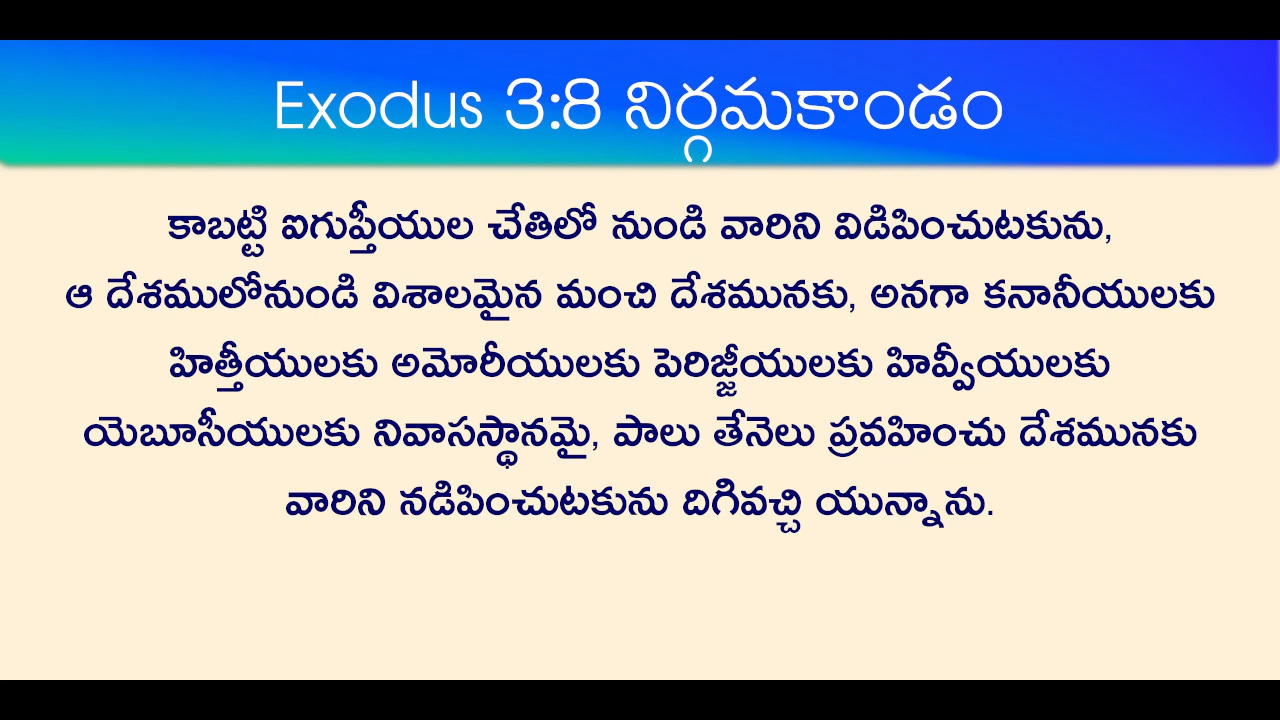 Exodus 3:8 నిర్గమకాండం
కాబట్టి ఐగుప్తీయుల చేతిలో నుండి వారిని విడిపించుటకును,
ఆ దేశములోనుండి విశాలమైన మంచి దేశమునకు, అనగా కనానీయులకు
హిత్తీయులకు అమోరీయులకు పెరిజ్జీయులకు హివ్వీయులకు
యెబూసీయులకు నివాసస్థానమై, పాలు తేనెలు ప్రవహించు దేశమునకు
వారిని నడిపించుటకును దిగివచ్చి యున్నాను.